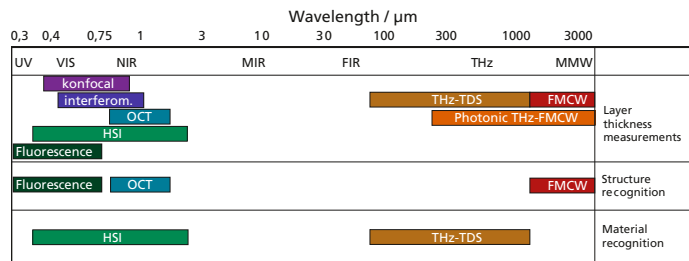 Wavelength / µm
0,3 0,4 0,75 1 3 10 30 100 300 1000 3000
UV VIS NIR MIR FIR THz MMW
konfocal
interferom.
THz-TDS FMCW
OCT
Photonic THz-FMCW
HSI
Fluorescence
Layer
thickness
measurements
Fluorescence OCT FMCW
Structure
recognition
HSI THz-TDS
Material
recognition